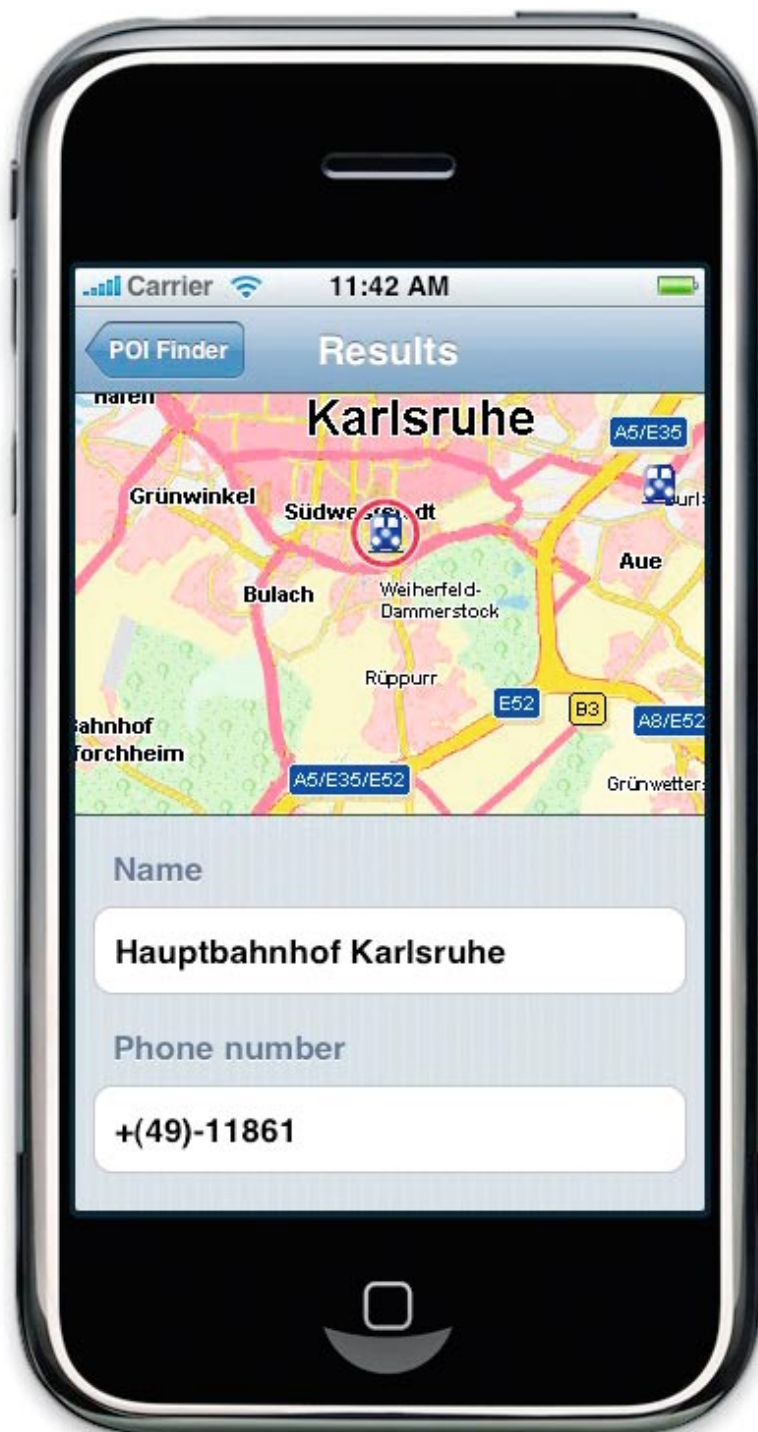 Carrier 11:42 AM
POI Finder Results
Karlsruhe
A5/E35
Grünwinkel
Aue
Bulach
Weiherfeld-
Dammerstock
Rüppurr
E52 B3 A8/E52
A5/E35/E52
Name
Hauptbahnhof Karlsruhe
Phone number
+(49)-11861